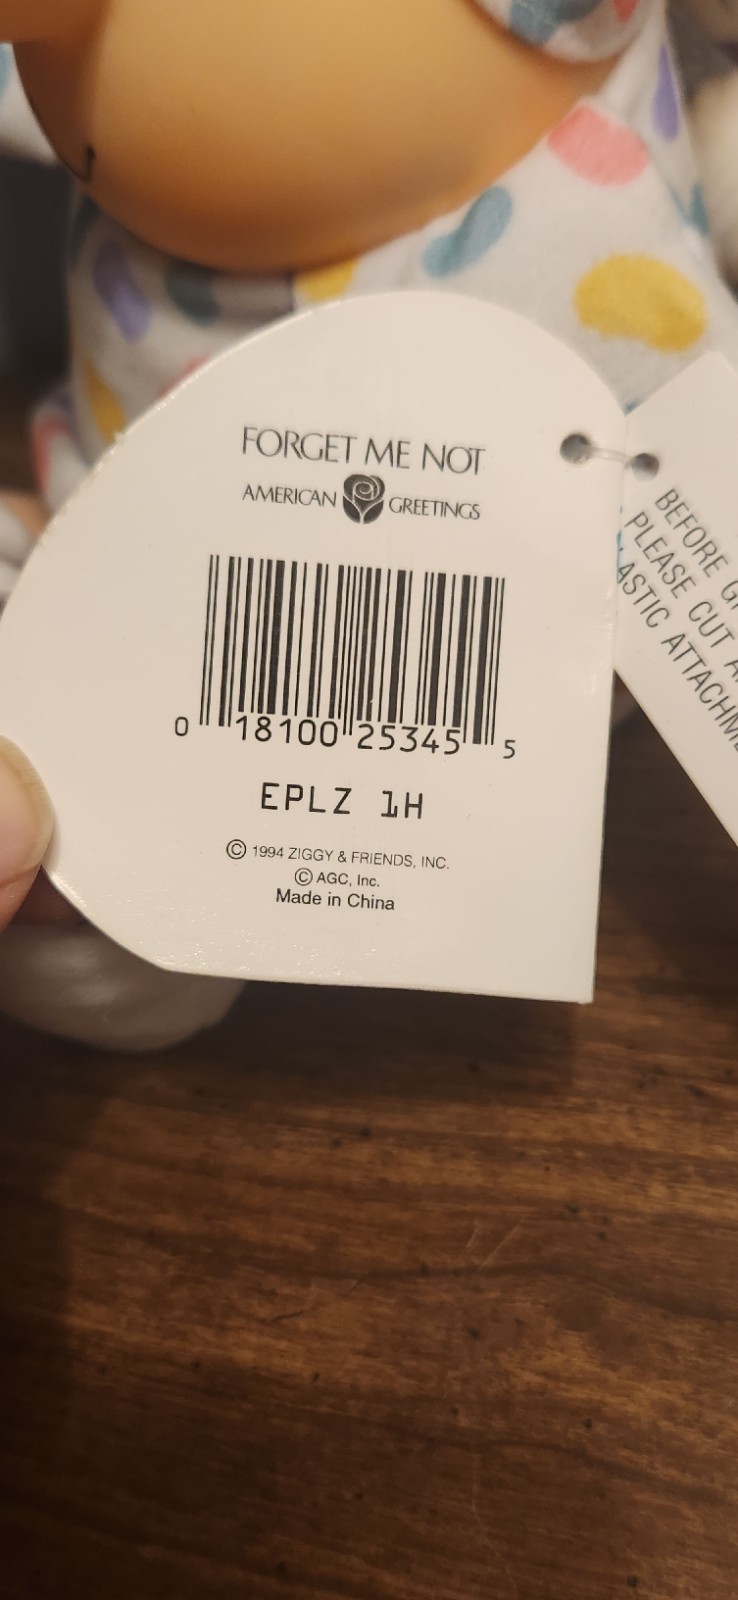 FORGET ME NOT
AMERICAN GREETINGS
0 18100 25345 5
EPLZ 1H
© 1994 ZIGGY & FRIENDS, INC.
© AGC, Inc.
Made in China
BEFORE
PLEASE CUT
ATTACHM